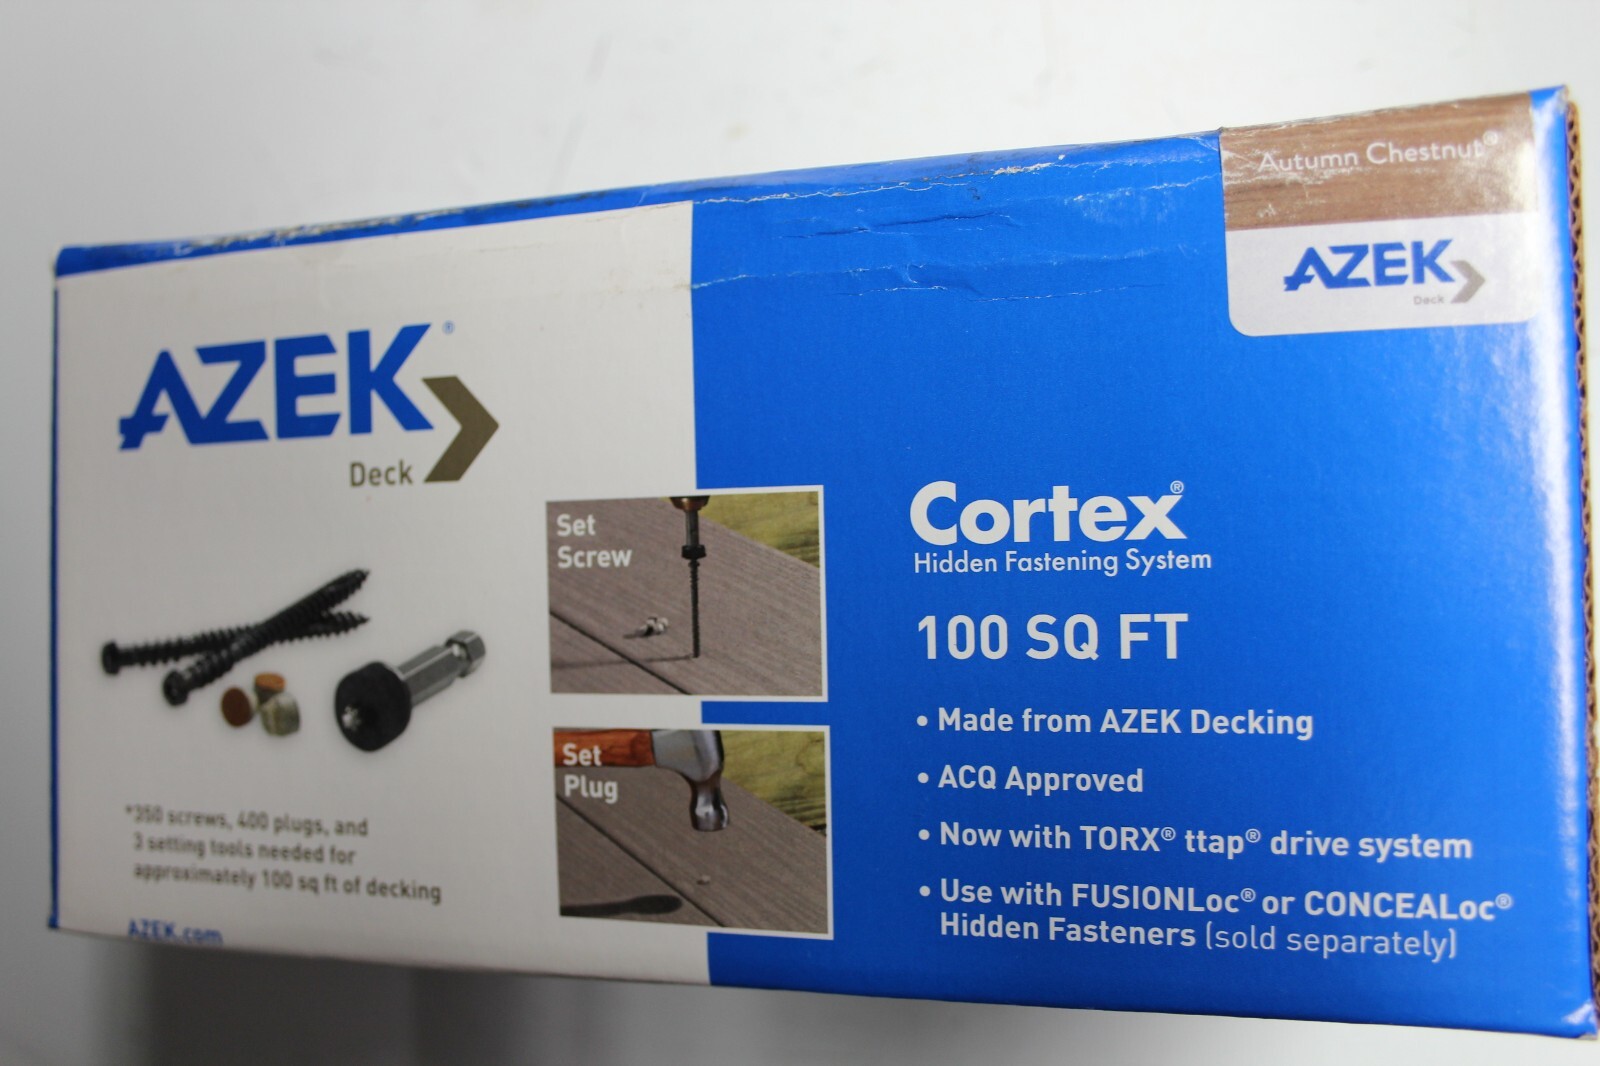 Autumn Chestnut®
AZEK
Deck
AZEK®
Deck
Set
Screw
Set
Plug
*350 screws, 400 plugs, and
3 setting tools needed for
approximately 100 sq ft of decking
AZEK.com
Cortex®
Hidden Fastening System
100 SQ FT
• Made from AZEK Decking
• ACQ Approved
• Now with TORX® ttap® drive system
• Use with FUSIONLoc® or CONCEALoc®
Hidden Fasteners (sold separately)